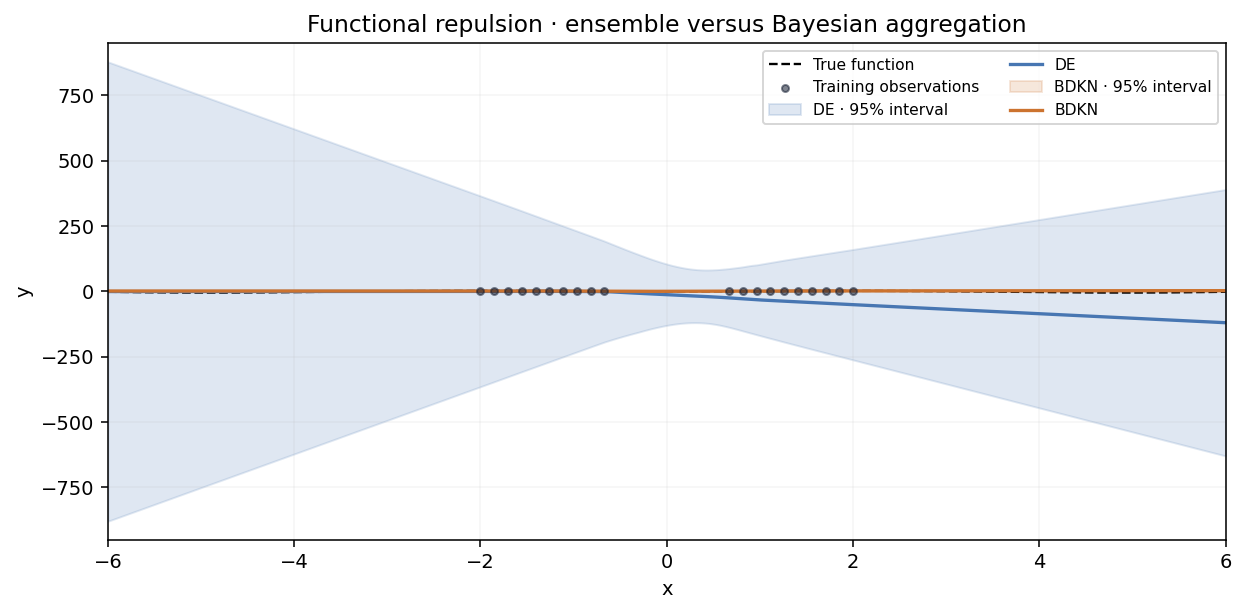 Functional repulsion · ensemble versus Bayesian aggregation
True function
Training observations
DE · 95% interval
DE
BDKN · 95% interval
BDKN
750
500
250
0
−250
−500
−750
y
−6
−4
−2
0
2
4
6
x